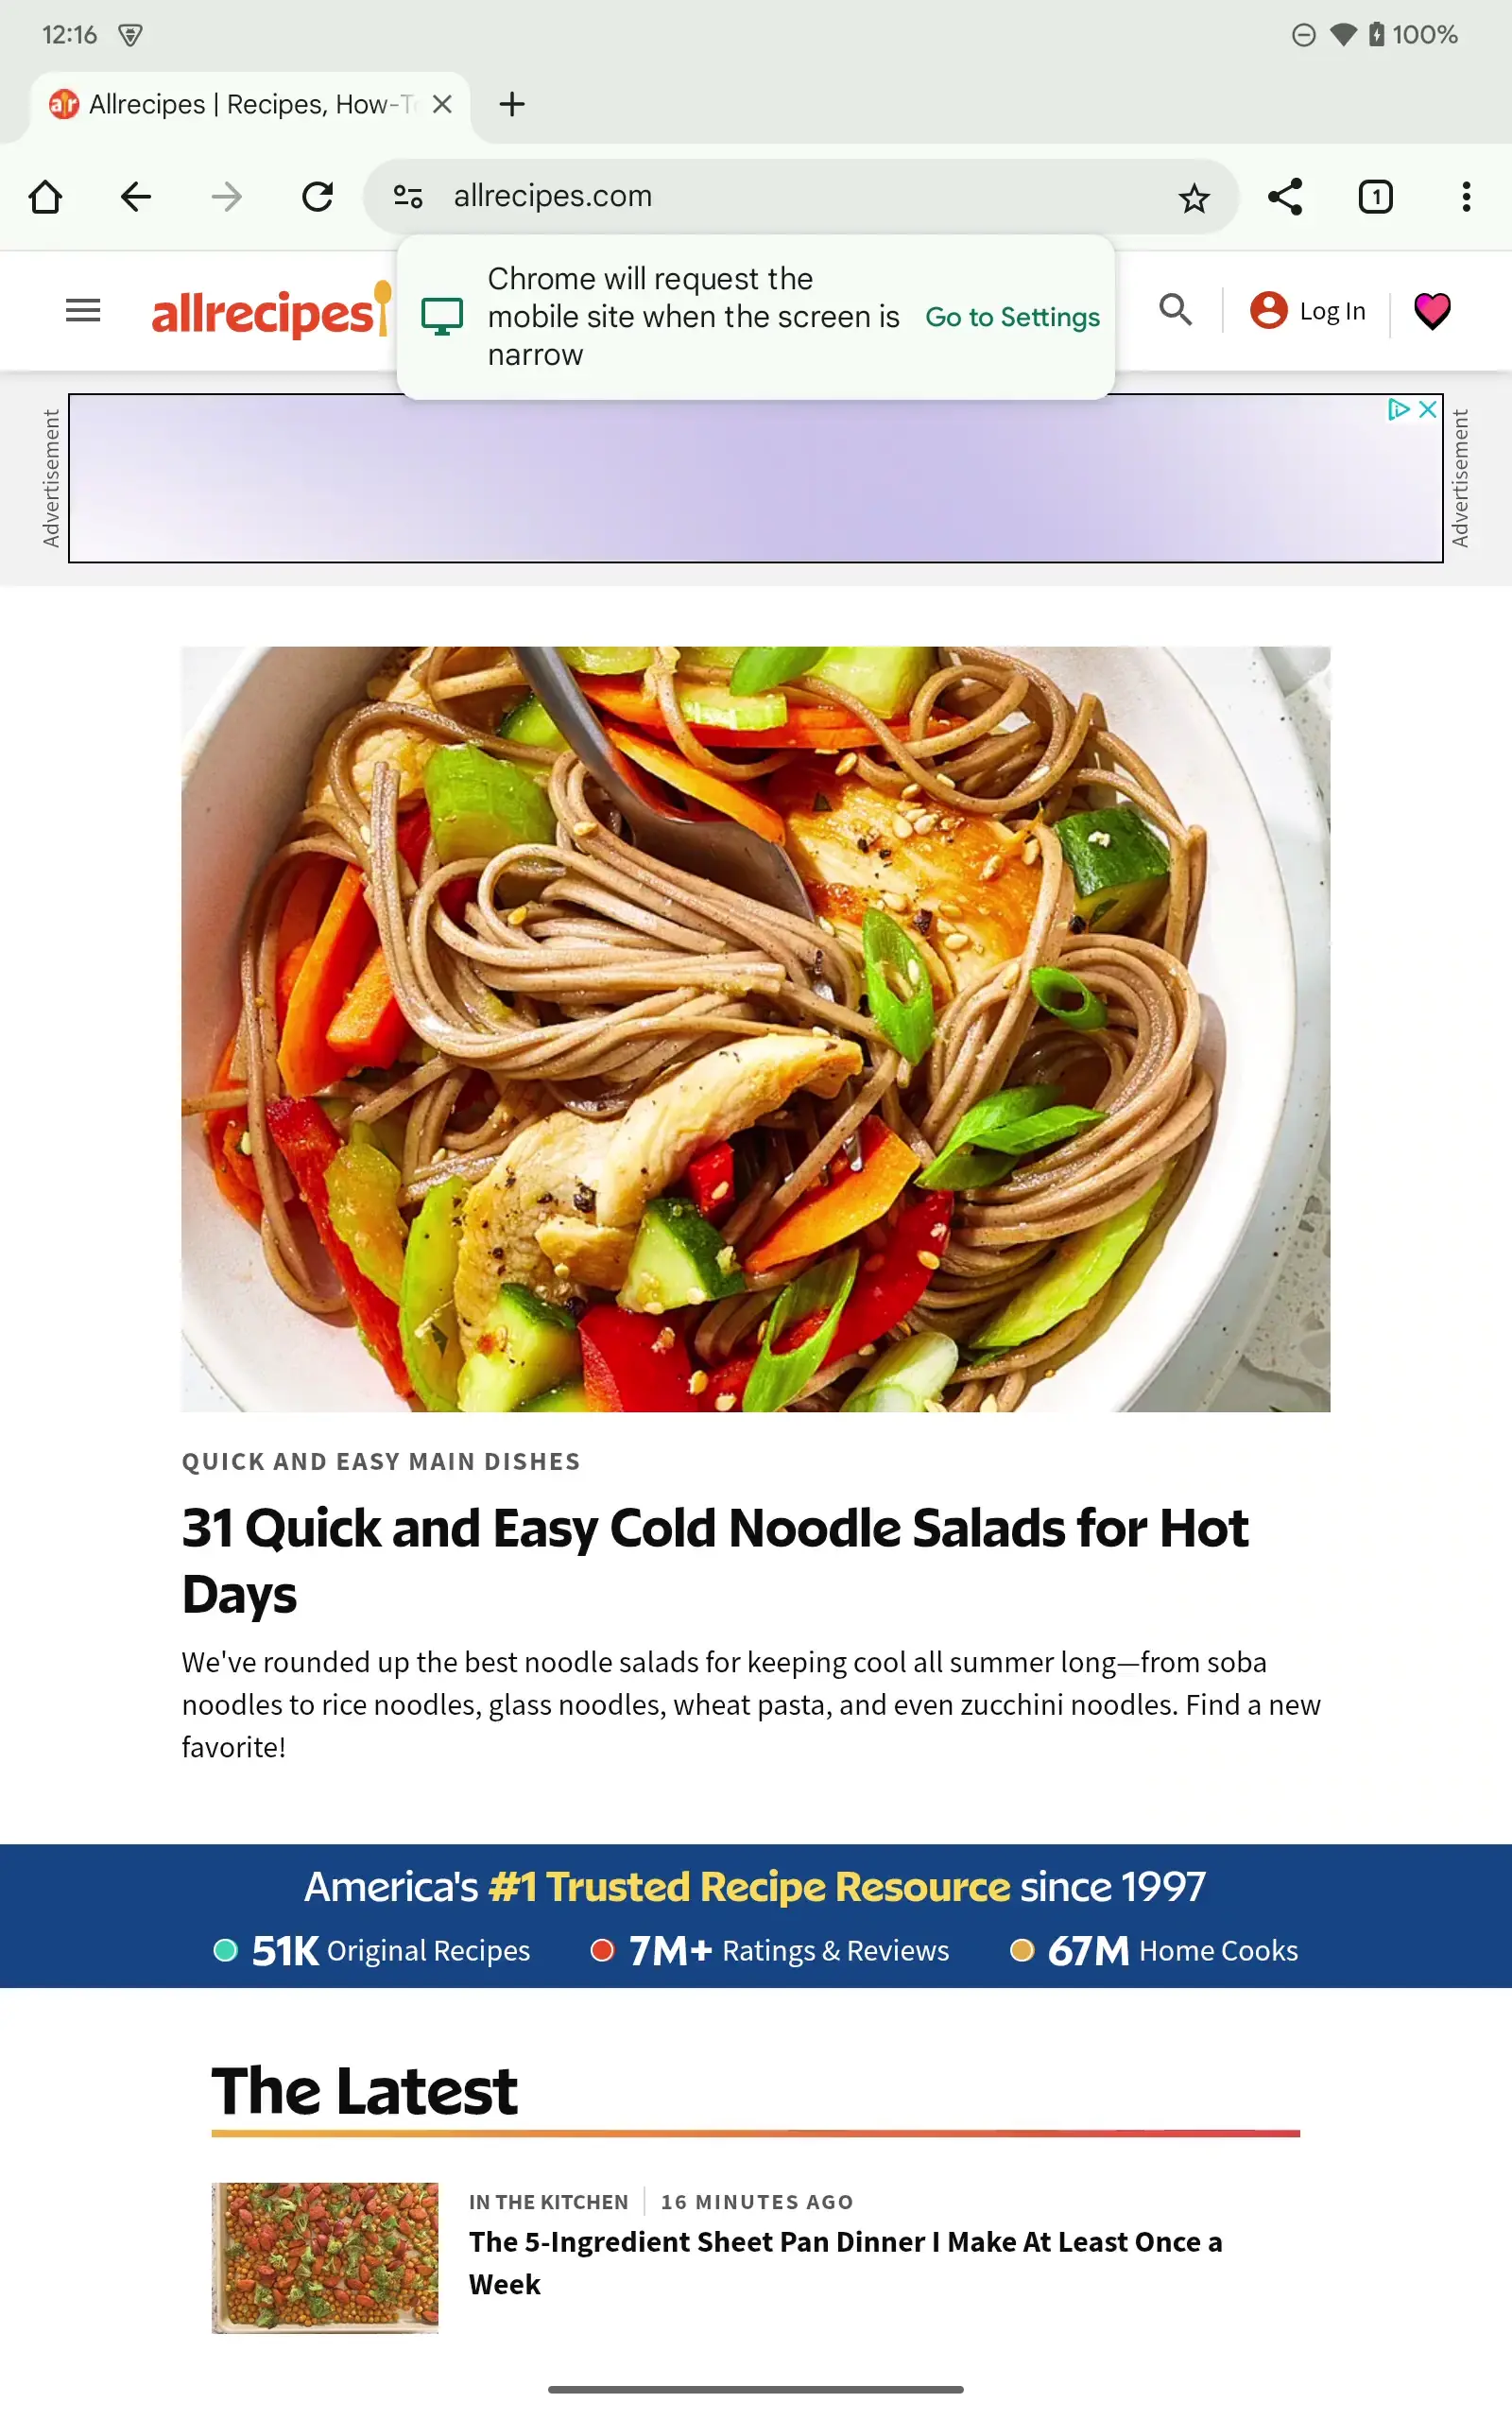 12:16
100%
Allrecipes | Recipes, How-T
allrecipes.com
1
Chrome will request the
mobile site when the screen is
narrow
Go to Settings
allrecipes
Log In
Advertisement
Advertisement
QUICK AND EASY MAIN DISHES
31 Quick and Easy Cold Noodle Salads for Hot
Days
We've rounded up the best noodle salads for keeping cool all summer long—from soba
noodles to rice noodles, glass noodles, wheat pasta, and even zucchini noodles. Find a new
favorite!
America's #1 Trusted Recipe Resource since 1997
51K Original Recipes
7M+ Ratings & Reviews
67M Home Cooks
The Latest
IN THE KITCHEN
16 MINUTES AGO
The 5-Ingredient Sheet Pan Dinner I Make At Least Once a
Week